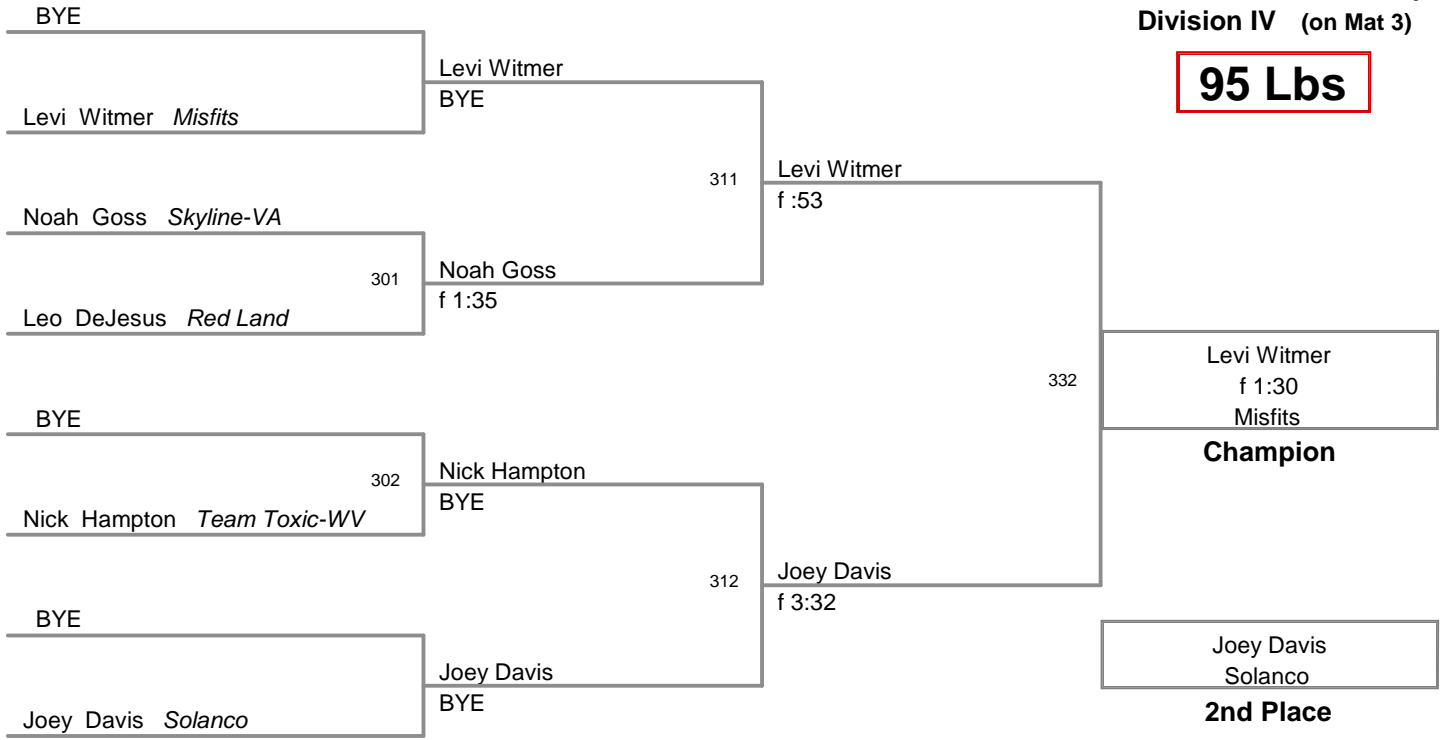 BYE
Division IV (on Mat 3)
95 Lbs
Levi Witmer
BYE
Levi Witmer Misfits
311
Levi Witmer
f :53
Noah Goss Skyline-VA
301
Noah Goss
f 1:35
Leo DeJesus Red Land
332
Levi Witmer
f 1:30
Misfits
Champion
BYE
302
Nick Hampton
BYE
Nick Hampton Team Toxic-WV
312
Joey Davis
f 3:32
BYE
Joey Davis
BYE
Joey Davis Solanco
Joey Davis
Solanco
2nd Place